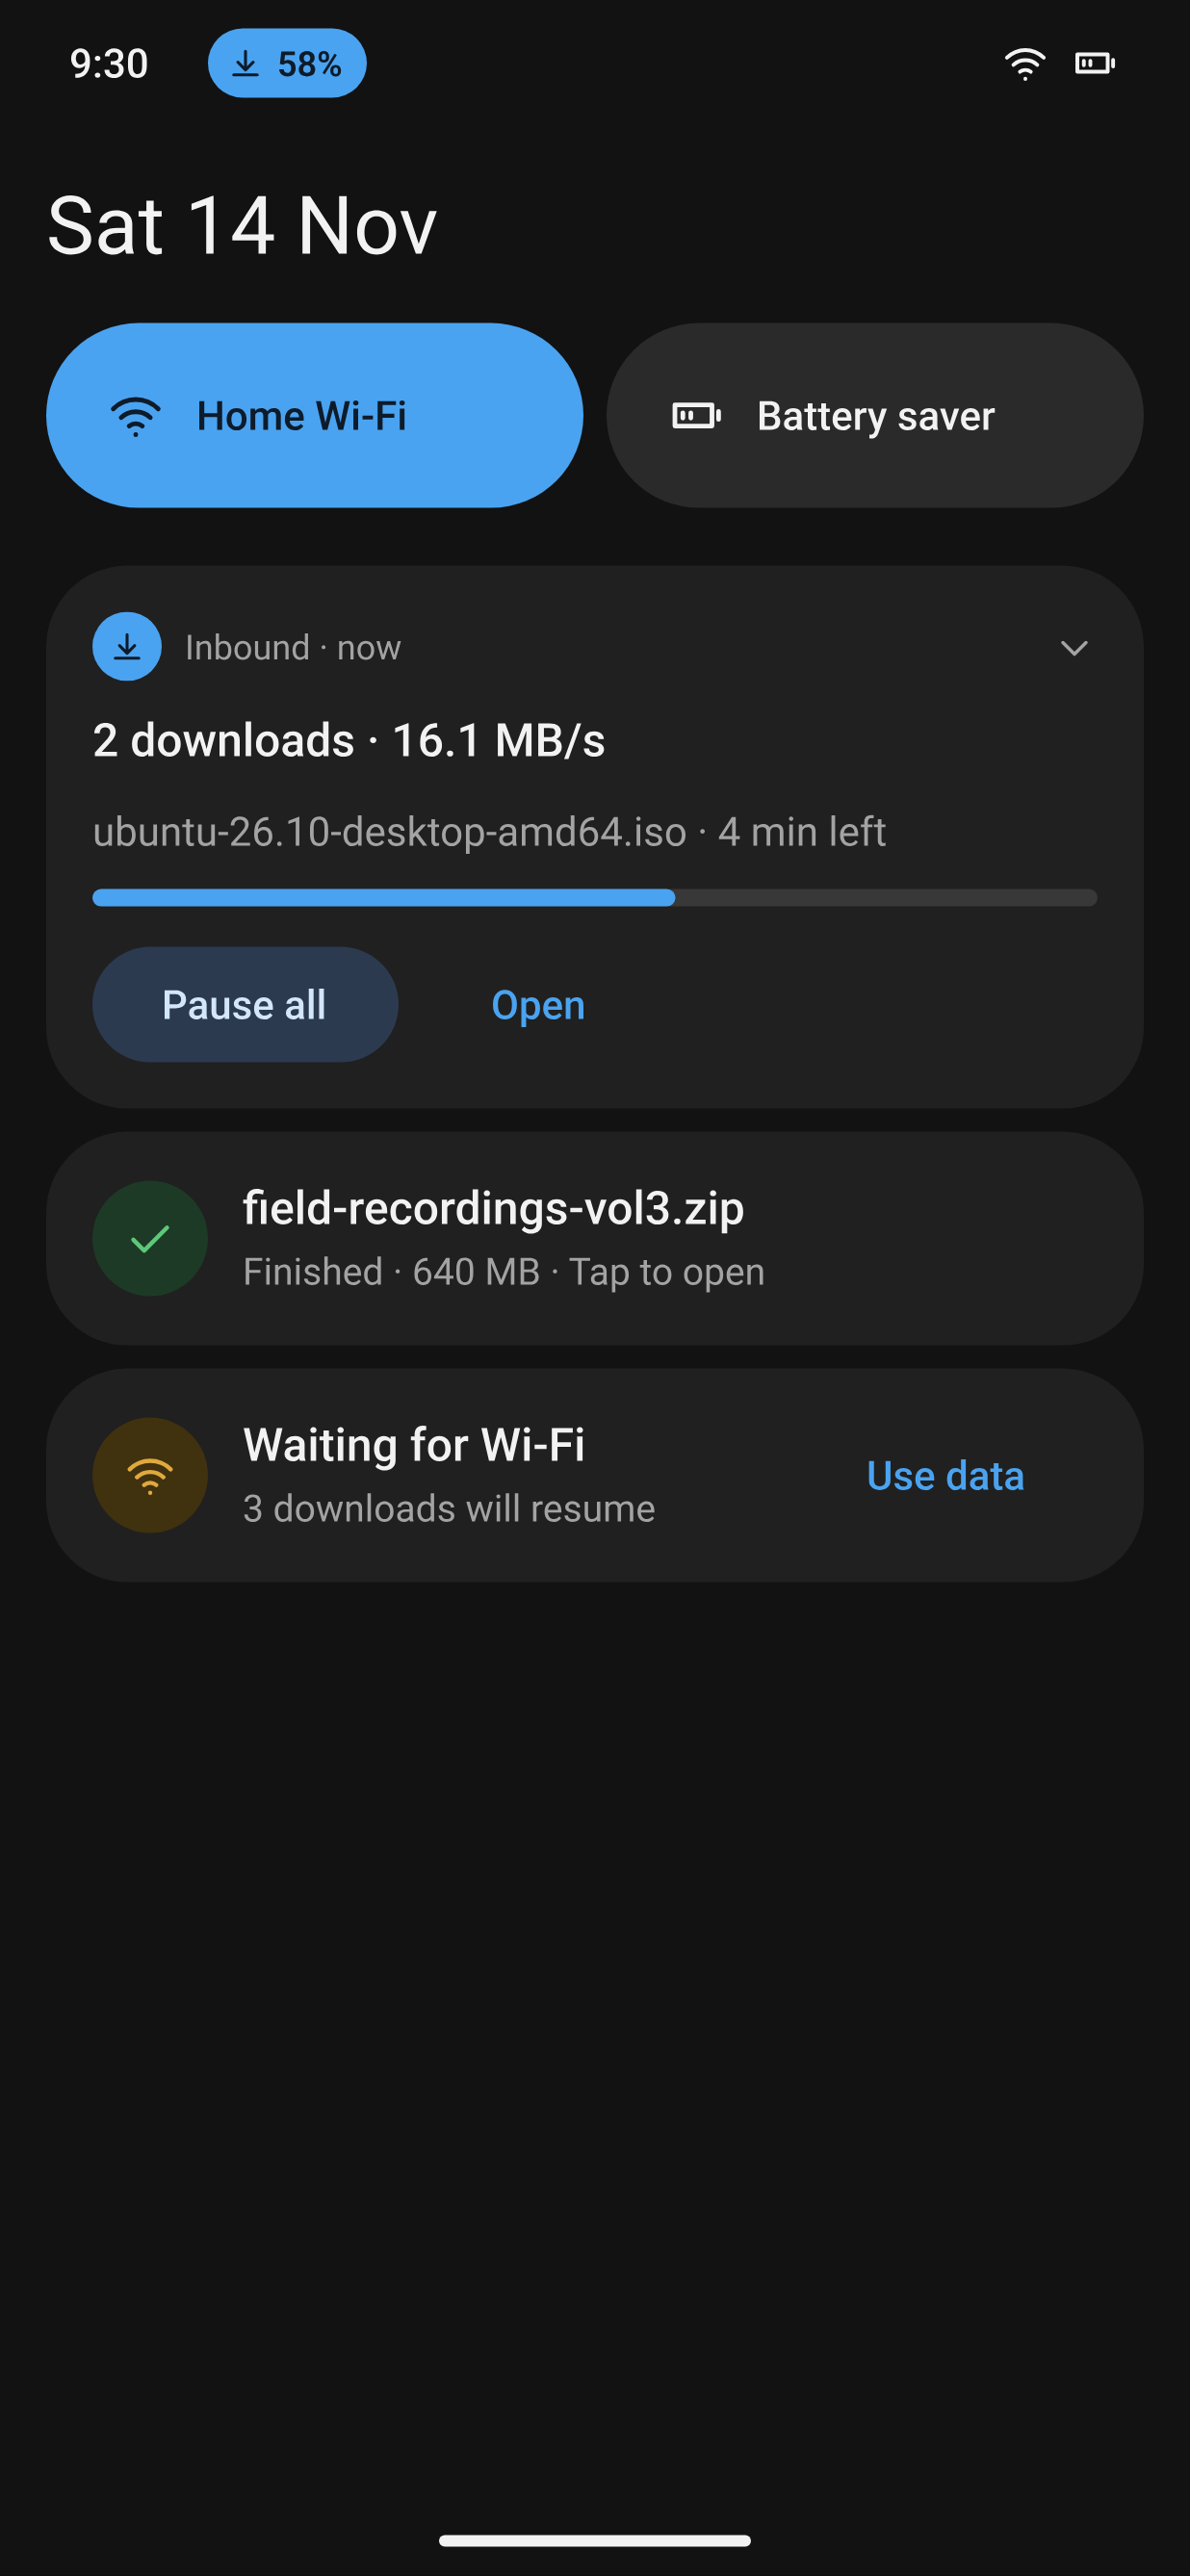 9:30
58%
Sat 14 Nov
Home Wi-Fi
Battery saver
Inbound · now
2 downloads · 16.1 MB/s
ubuntu-26.10-desktop-amd64.iso · 4 min left
Pause all
Open
field-recordings-vol3.zip
Finished · 640 MB · Tap to open
Waiting for Wi-Fi
3 downloads will resume
Use data